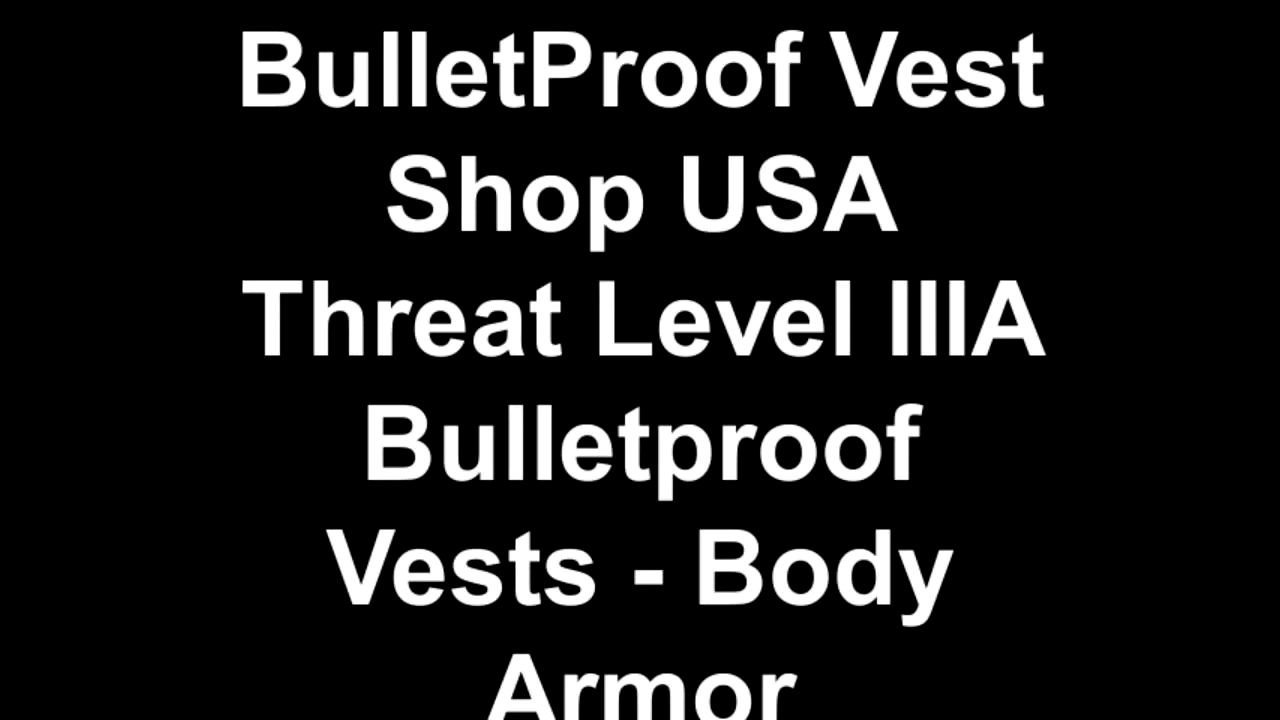 BulletProof Vest
Shop USA
Threat Level IIIA
Bulletproof
Vests - Body
Armor